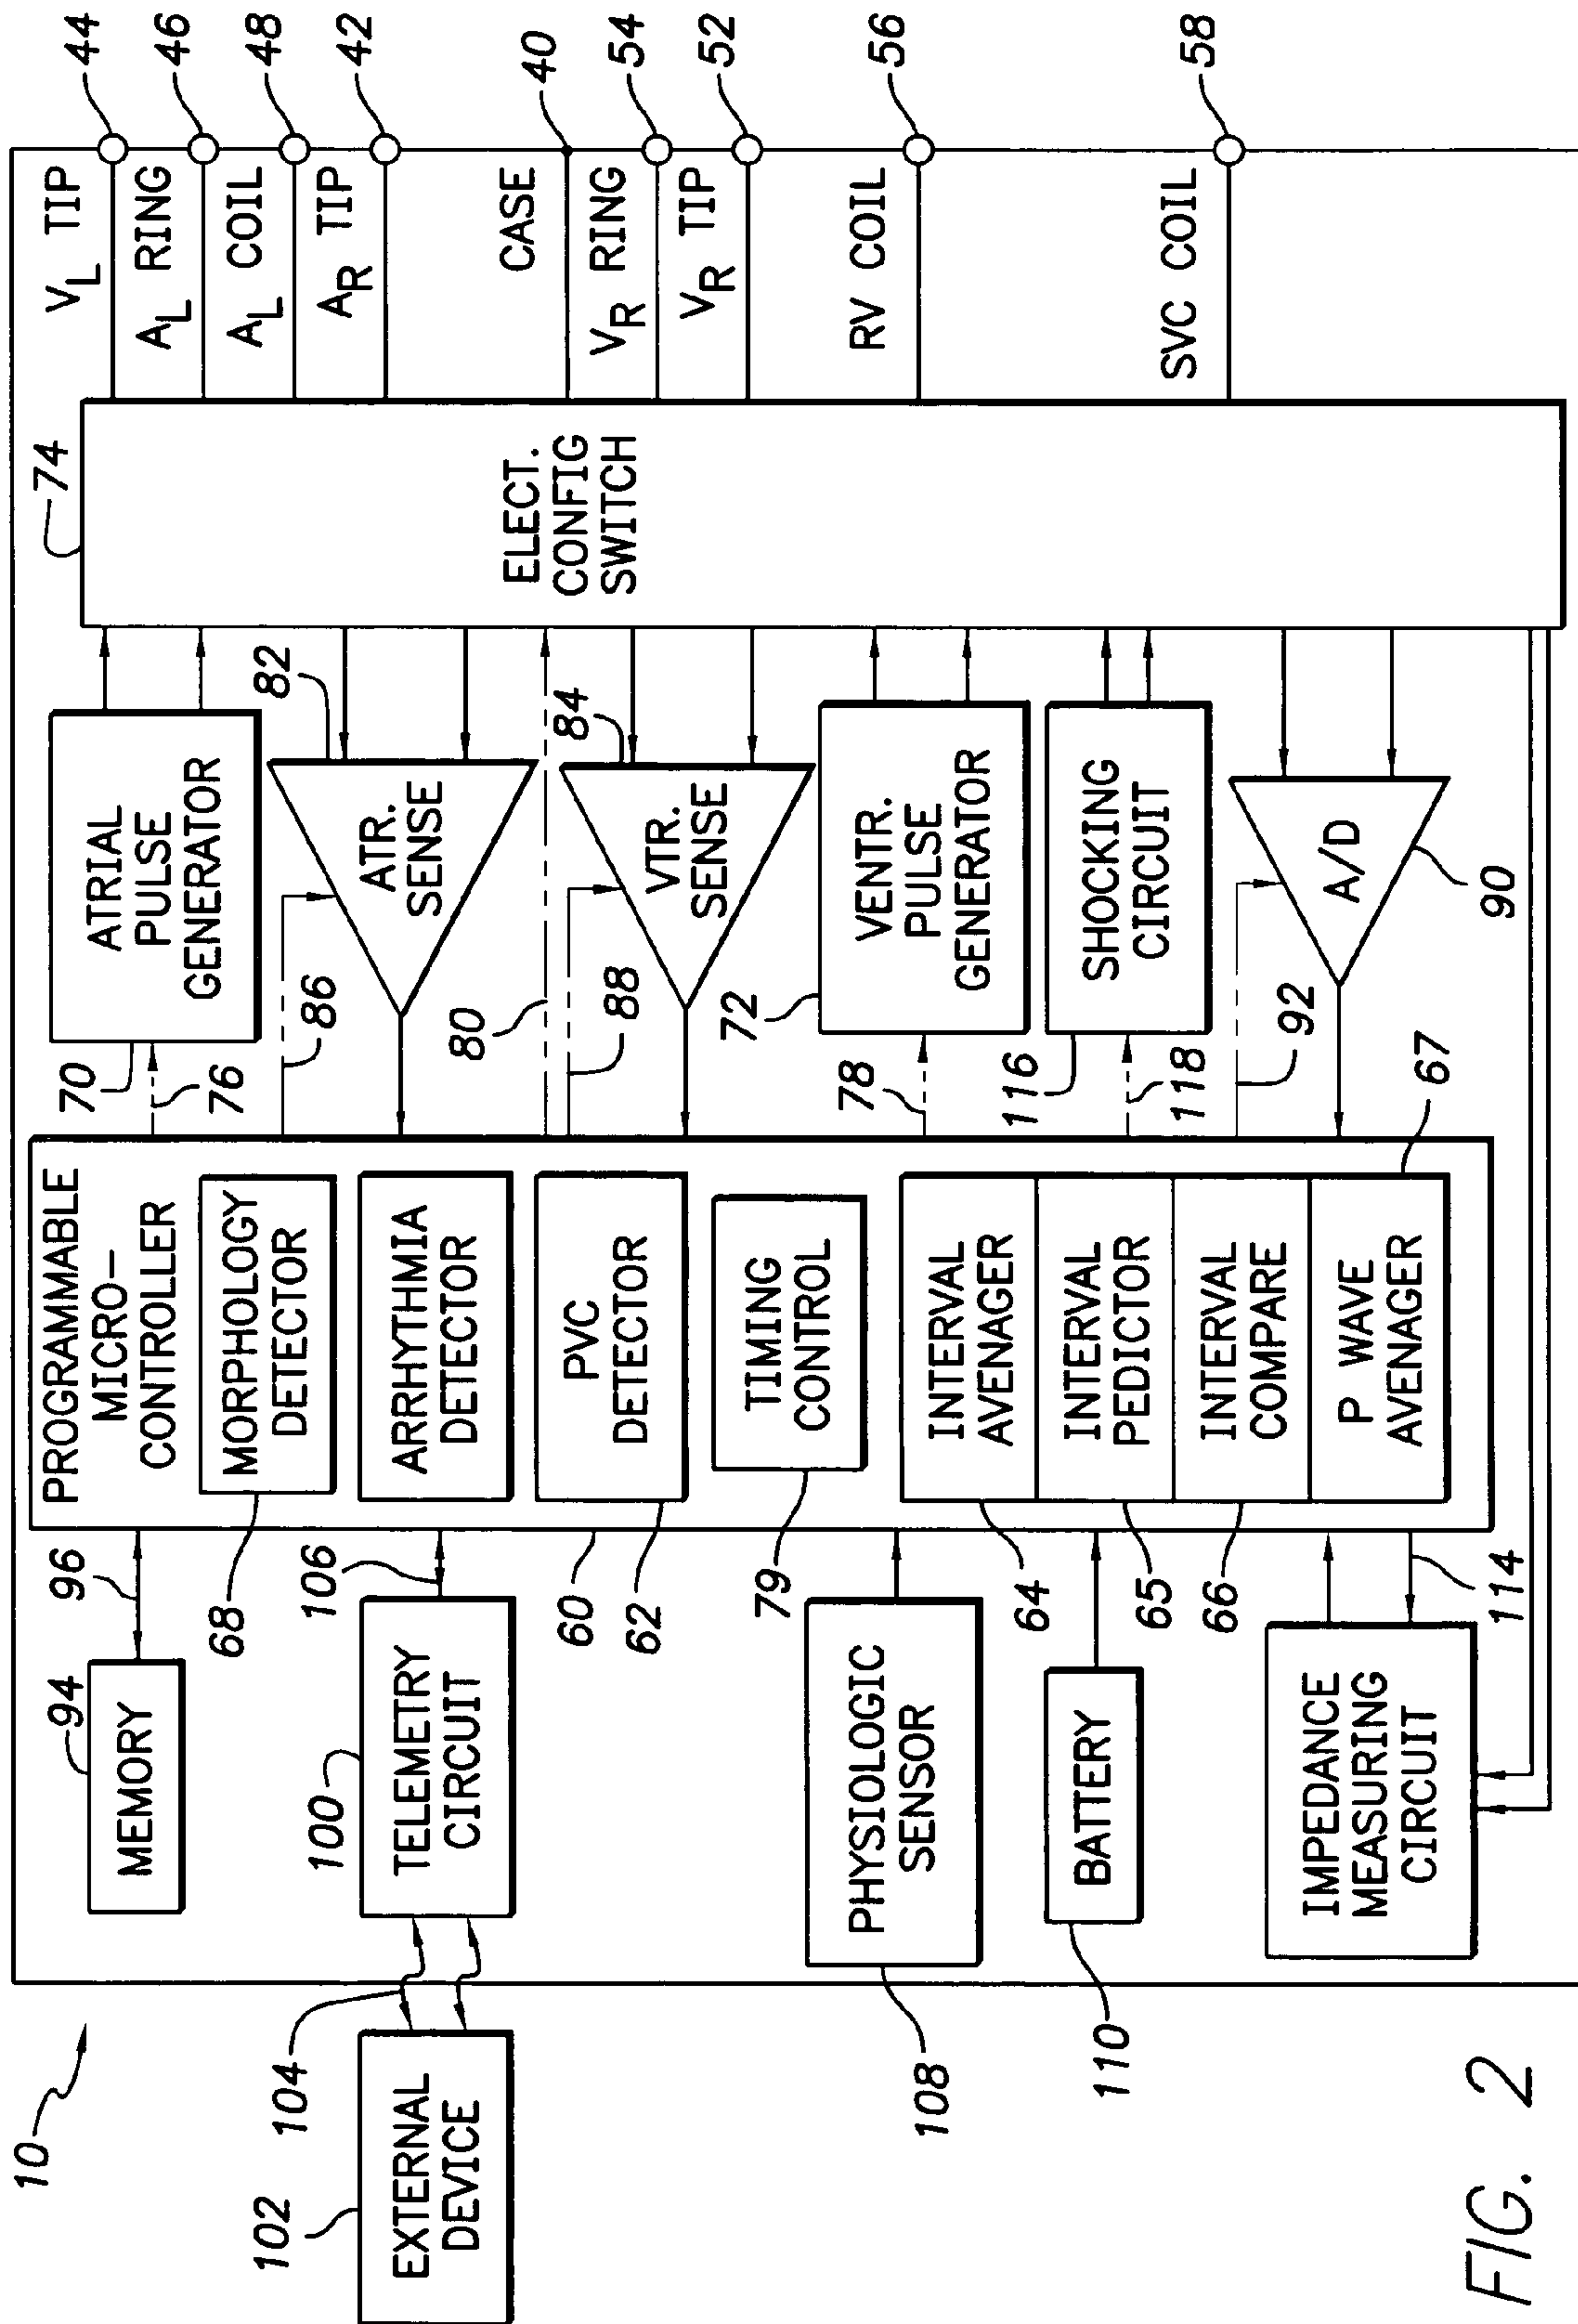 10
102
EXTERNAL
DEVICE
104
94
MEMORY
96
100
TELEMETRY
CIRCUIT
106
60
108
PHYSIOLOGIC
SENSOR
110
BATTERY
IMPEDANCE
MEASURING
CIRCUIT
114
PROGRAMMABLE
MICRO-
CONTROLLER
68
MORPHOLOGY
DETECTOR
ARRHYTHMIA
DETECTOR
62
PVC
DETECTOR
79
TIMING
CONTROL
64
INTERVAL
AVENAGER
65
INTERVAL
PEDICTOR
66
INTERVAL
COMPARE
P WAVE
AVENAGER
67
70
76
ATRIAL
PULSE
GENERATOR
86
ATR.
SENSE
82
80
88
VTR.
SENSE
84
72
78
VENTR.
PULSE
GENERATOR
116
118
SHOCKING
CIRCUIT
92
A/D
90
74
ELECT.
CONFIG
SWITCH
VL TIP 44
AL RING 46
AL COIL 48
AR TIP 42
CASE 40
VR RING 54
VR TIP 52
RV COIL 56
SVC COIL 58
FIG. 2